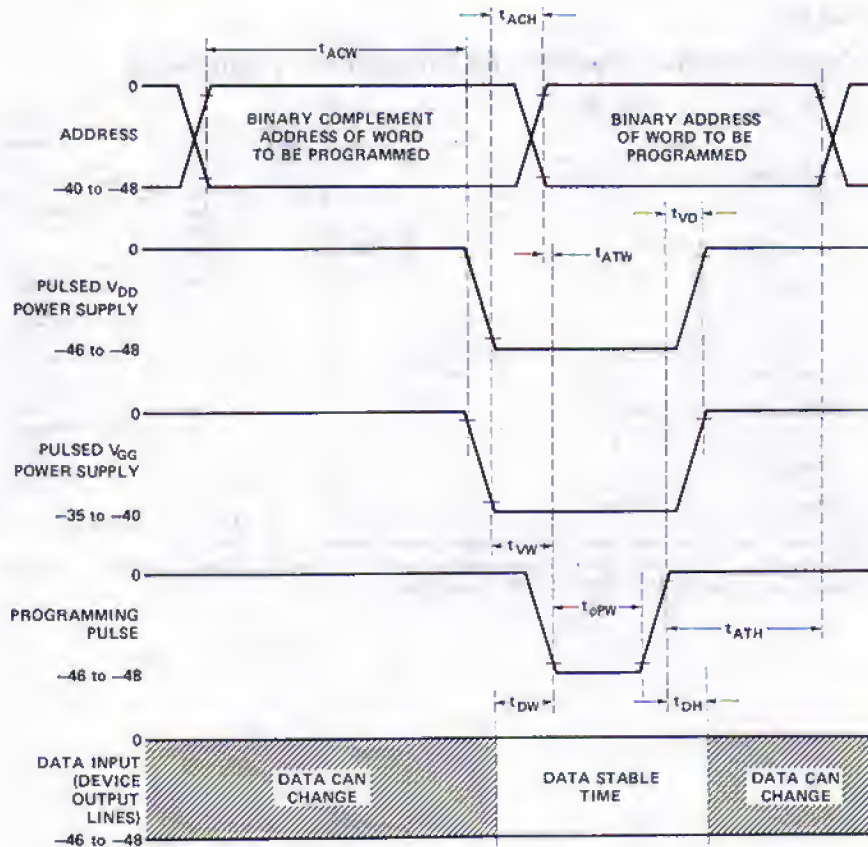 tACH
tACW
0
ADDRESS
−40 to −48
BINARY COMPLEMENT
ADDRESS OF WORD
TO BE PROGRAMMED
BINARY ADDRESS
OF WORD TO BE
PROGRAMMED
tVD
0
tATW
PULSED VDD
POWER SUPPLY
−46 to −48
0
PULSED VGG
POWER SUPPLY
−35 to −40
tVW
0
PROGRAMMING
PULSE
tφPW
tATH
−46 to −48
tDW
tDH
0
DATA INPUT
(DEVICE
OUTPUT
LINES)
−46 to −48
DATA CAN
CHANGE
DATA STABLE
TIME
DATA CAN
CHANGE